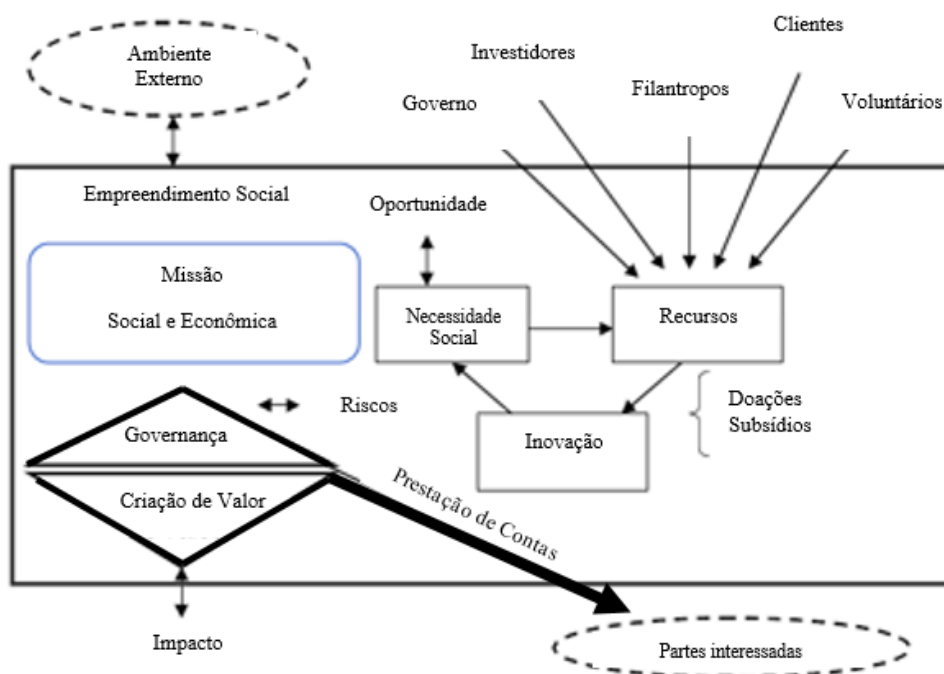 Ambiente
Externo
Investidores
Clientes
Governo
Filantropos
Voluntários
Empreendimento Social
Oportunidade
Missão
Social e Econômica
Necessidade
Social
Recursos
Governança
Riscos
Inovação
Doações
Subsídios
Criação de Valor
Prestação de Contas
Impacto
Partes interessadas